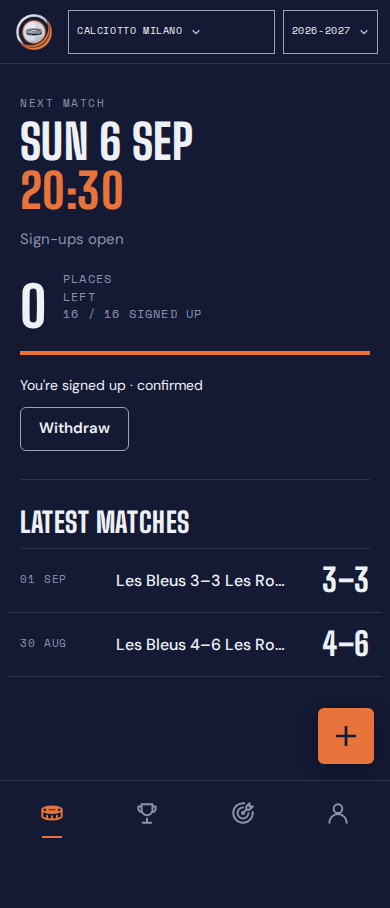 CALCIOTTO MILANO
2026-2027
NEXT MATCH
SUN 6 SEP
20:30
Sign-ups open
0
PLACES
LEFT
16 / 16 SIGNED UP
You're signed up · confirmed
Withdraw
LATEST MATCHES
01 SEP Les Bleus 3–3 Les Ro... 3–3
30 AUG Les Bleus 4–6 Les Ro... 4–6